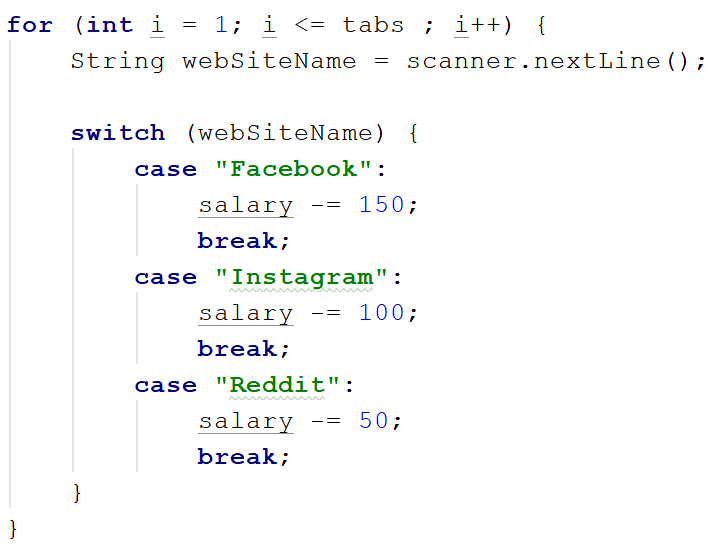 for (int i = 1; i <= tabs ; i++) {
    String webSiteName = scanner.nextLine();

    switch (webSiteName) {
        case "Facebook":
            salary -= 150;
            break;
        case "Instagram":
            salary -= 100;
            break;
        case "Reddit":
            salary -= 50;
            break;
    }
}